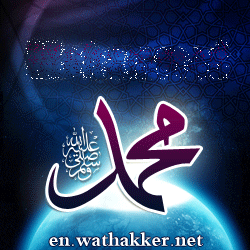 محمد
صلى الله عليه وسلم
en.wathakker.net